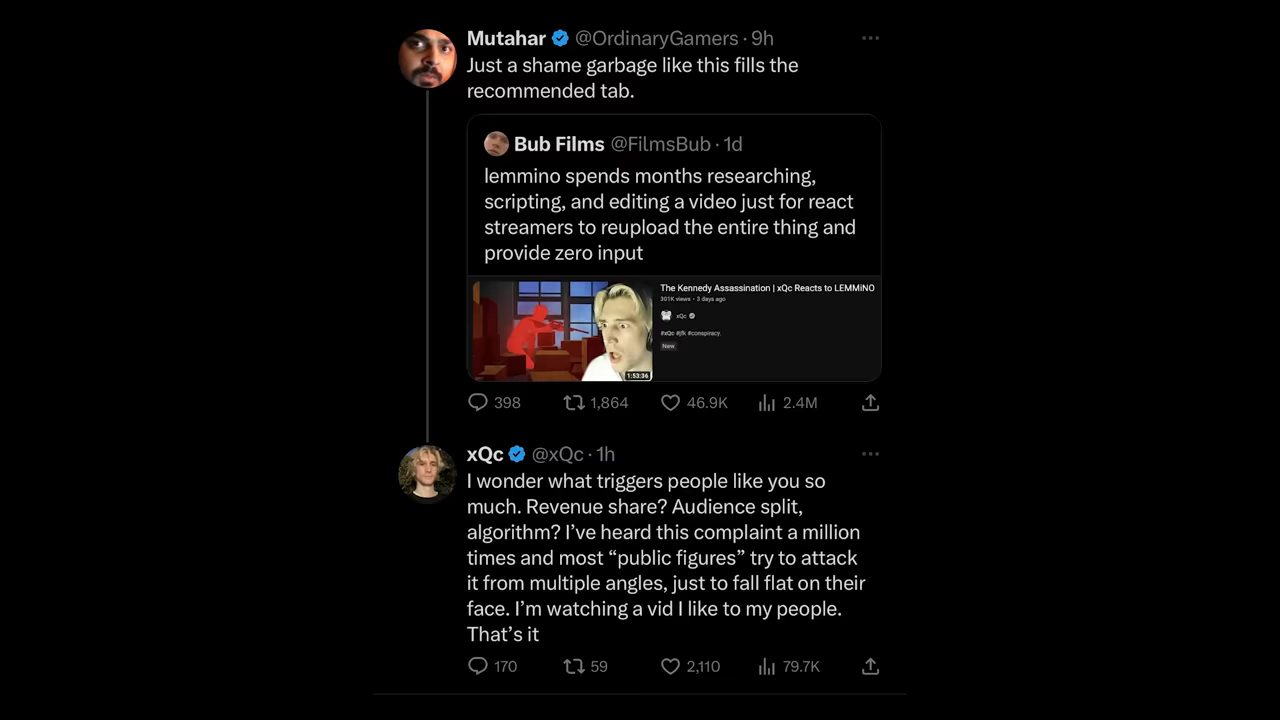 Mutahar @OrdinaryGamers · 9h
Just a shame garbage like this fills the
recommended tab.
Bub Films @FilmsBub · 1d
lemmino spends months researching,
scripting, and editing a video just for react
streamers to reupload the entire thing and
provide zero input
The Kennedy Assassination | xQc Reacts to LEMMiNO
301K views • 3 days ago
xQc
#xQc #jfk #conspiracy.
New
1:53:36
398 1,864 46.9K 2.4M
xQc @xQc · 1h
I wonder what triggers people like you so
much. Revenue share? Audience split,
algorithm? I’ve heard this complaint a million
times and most “public figures” try to attack
it from multiple angles, just to fall flat on their
face. I’m watching a vid I like to my people.
That’s it
170 59 2,110 79.7K